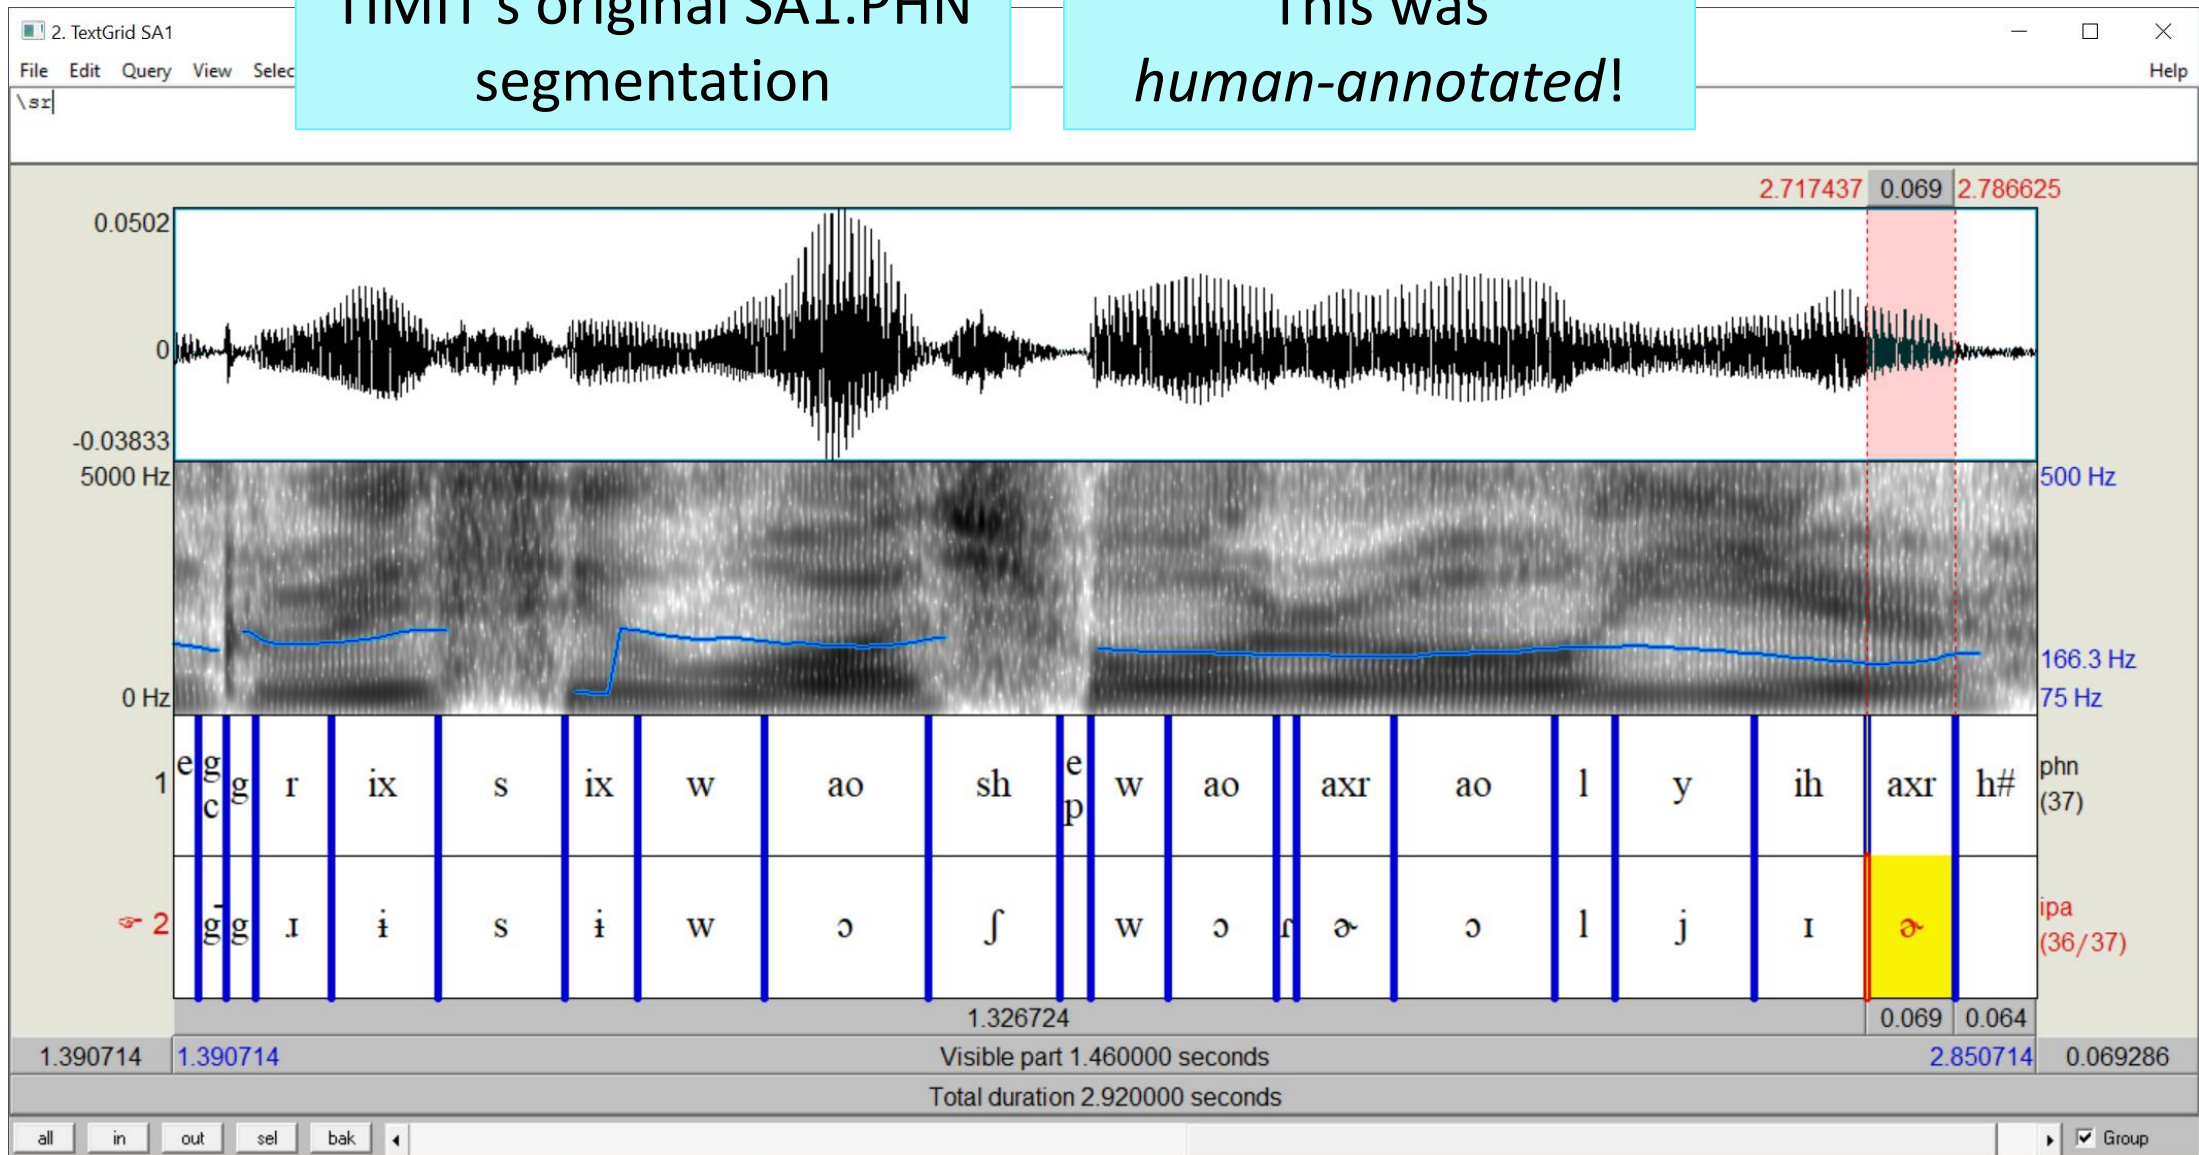 TIMIT's original SA1.PHN
segmentation
This was
human-annotated!
2. TextGrid SA1
File Edit Query View Selec
Help
\sr
2.717437 0.069 2.786625
0.0502
0
-0.03833
5000 Hz
500 Hz
166.3 Hz
0 Hz
75 Hz
1 e gc g r ix s ix w ao sh ep w ao axr ao l y ih axr h# phn
(37)
☞ 2 g̚ g ɹ ɨ s ɨ w ɔ ʃ w ɔ ɾ ɚ ɔ l j ɪ ɚ ipa
(36/37)
1.326724 0.069 0.064
1.390714 1.390714 Visible part 1.460000 seconds 2.850714 0.069286
Total duration 2.920000 seconds
all in out sel bak Group